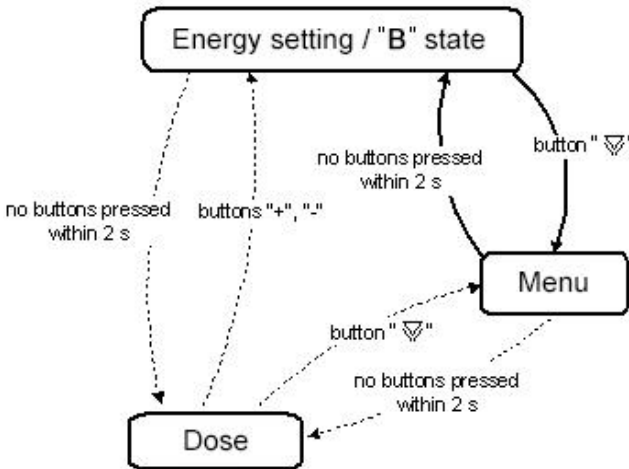 Energy setting / "B" state
button " ▽"
no buttons pressed
within 2 s
no buttons pressed
within 2 s
buttons "+", "-"
Menu
button " ▽"
no buttons pressed
within 2 s
Dose